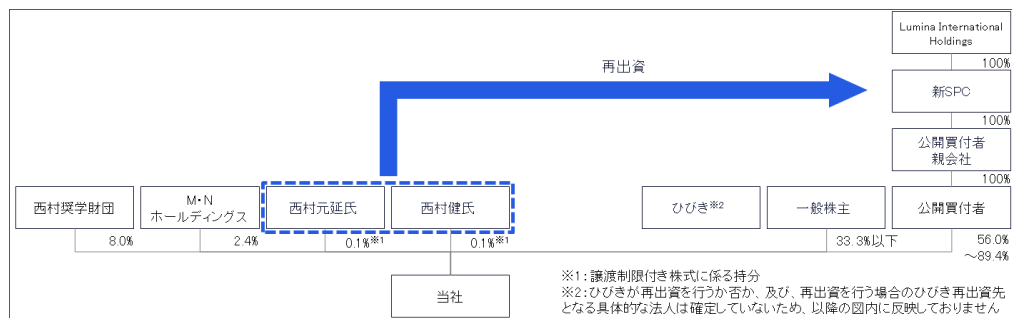 Lumina International
Holdings
100%
再出資
新SPC
100%
公開買付者
親会社
100%
西村奨学財団
M・N
ホールディングス
西村元延氏
西村健氏
ひびき※2
一般株主
公開買付者
8.0%
2.4%
0.1%※1
0.1%※1
33.3%以下
56.0%
～89.4%
当社
※1：譲渡制限付き株式に係る持分
※2：ひびきが再出資を行うか否か、及び、再出資を行う場合のひびき再出資先
となる具体的な法人は確定していないため、以降の図内に反映しておりません